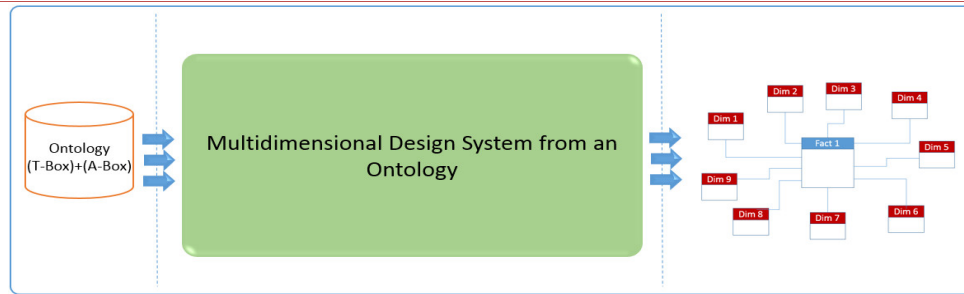 Ontology
(T-Box)+(A-Box)
Multidimensional Design System from an
Ontology
Dim 1
Dim 2
Dim 3
Dim 4
Fact 1
Dim 5
Dim 9
Dim 8
Dim 7
Dim 6